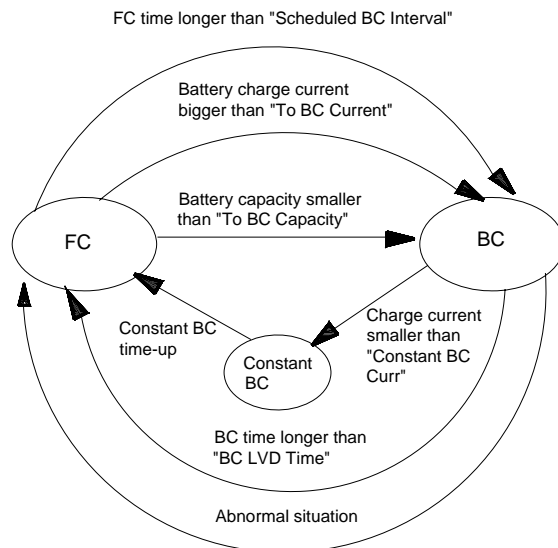 FC time longer than "Scheduled BC Interval"
Battery charge current
bigger than "To BC Current"
Battery capacity smaller
than "To BC Capacity"
FC
BC
Constant BC
time-up
Constant
BC
Charge current
smaller than
"Constant BC
Curr"
BC time longer than
"BC LVD Time"
Abnormal situation